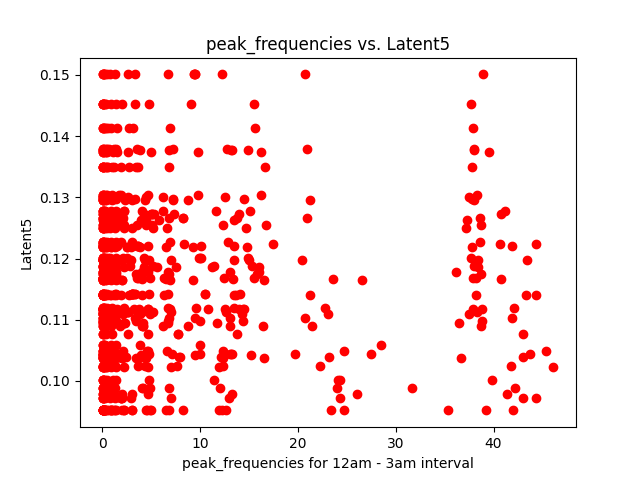 peak_frequencies vs. Latent5
0.15
0.14
0.13
0.12
0.11
0.10
Latent5
0 10 20 30 40
peak_frequencies for 12am - 3am interval